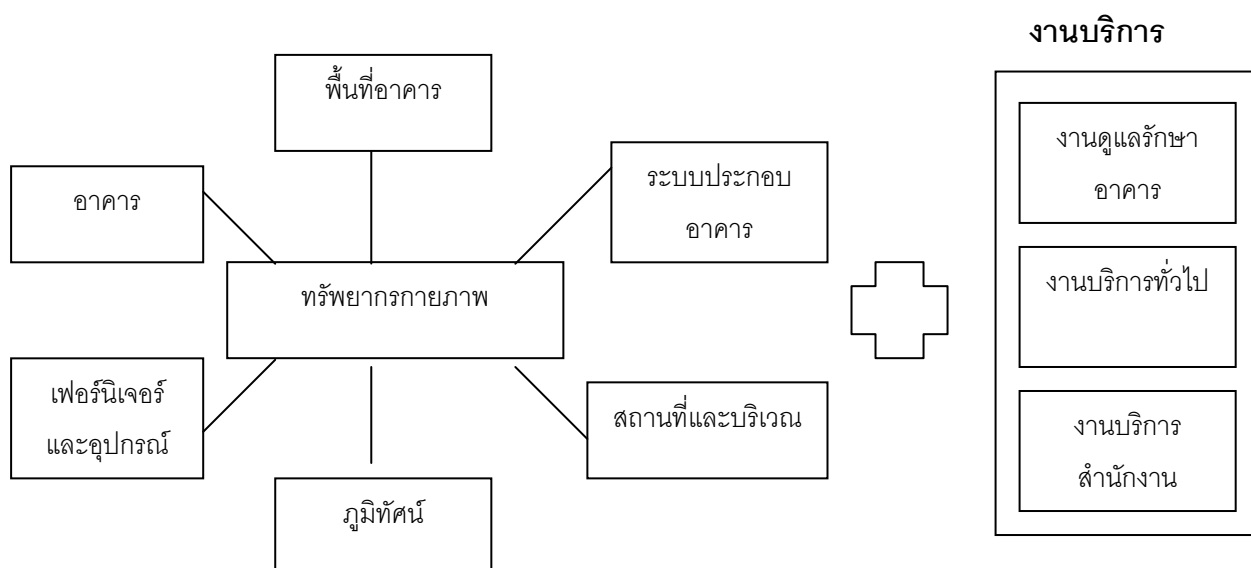 งานบริการ
พื้นที่อาคาร
อาคาร
ระบบประกอบ
อาคาร
ทรัพยากรกายภาพ
เฟอร์นิเจอร์
และอุปกรณ์
สถานที่และบริเวณ
ภูมิทัศน์
งานดูแลรักษา
อาคาร
งานบริการทั่วไป
งานบริการ
สำนักงาน